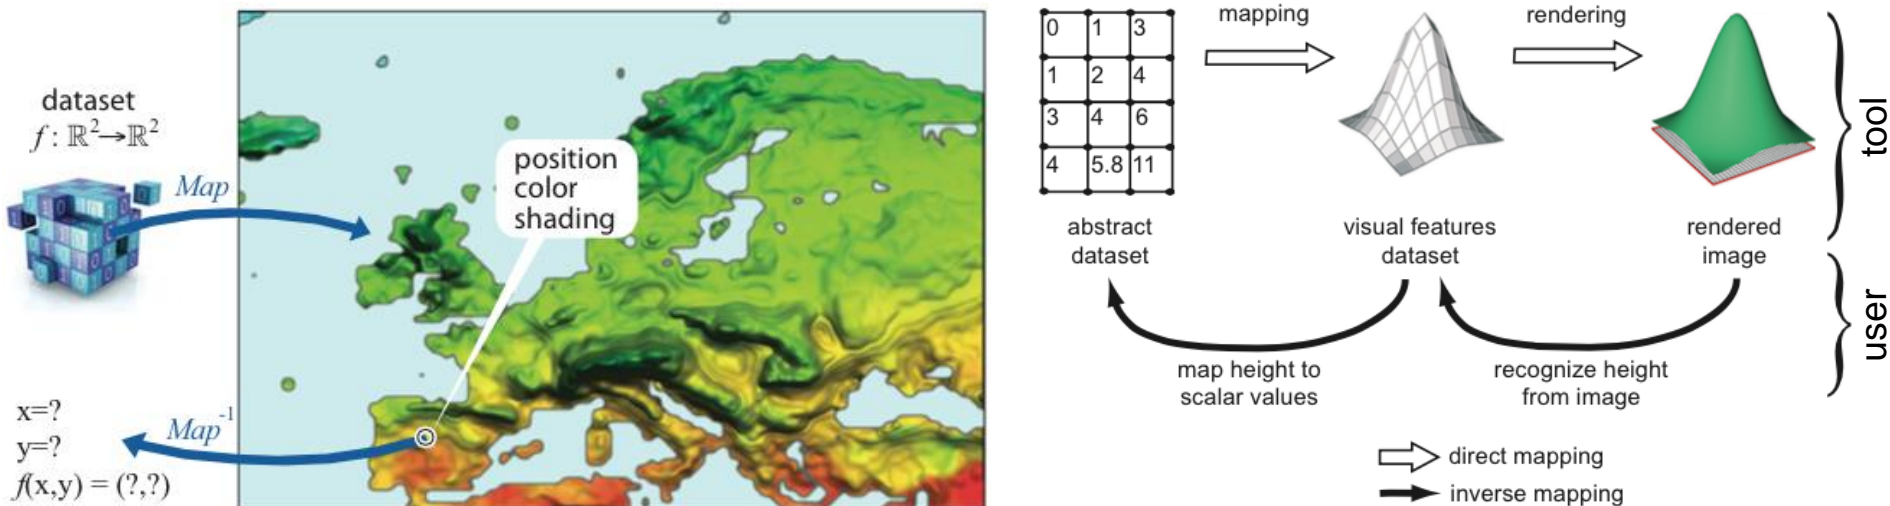 dataset
f : ℝ²→ℝ²
Map
position
color
shading
x=?
y=?
f(x,y) = (?,?)
Map⁻¹
0 1 3
1 2 4
3 4 6
4 5.8 11
mapping
rendering
abstract
dataset
visual features
dataset
rendered
image
tool
map height to
scalar values
recognize height
from image
user
direct mapping
inverse mapping